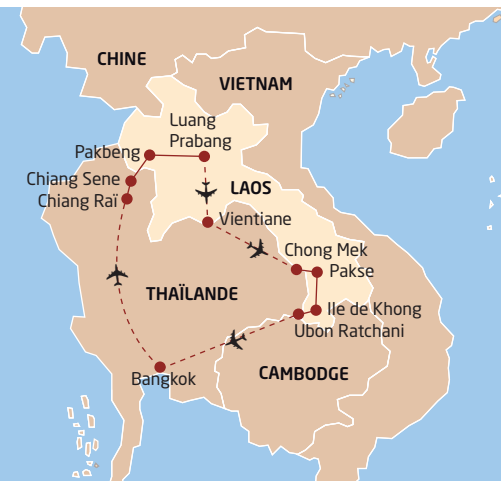 CHINE
VIETNAM
Luang
Prabang
Pakbeng
Chiang Sene
LAOS
Chiang Raï
Vientiane
Chong Mek
Pakse
THAÏLANDE
Ile de Khong
Ubon Ratchani
CAMBODGE
Bangkok